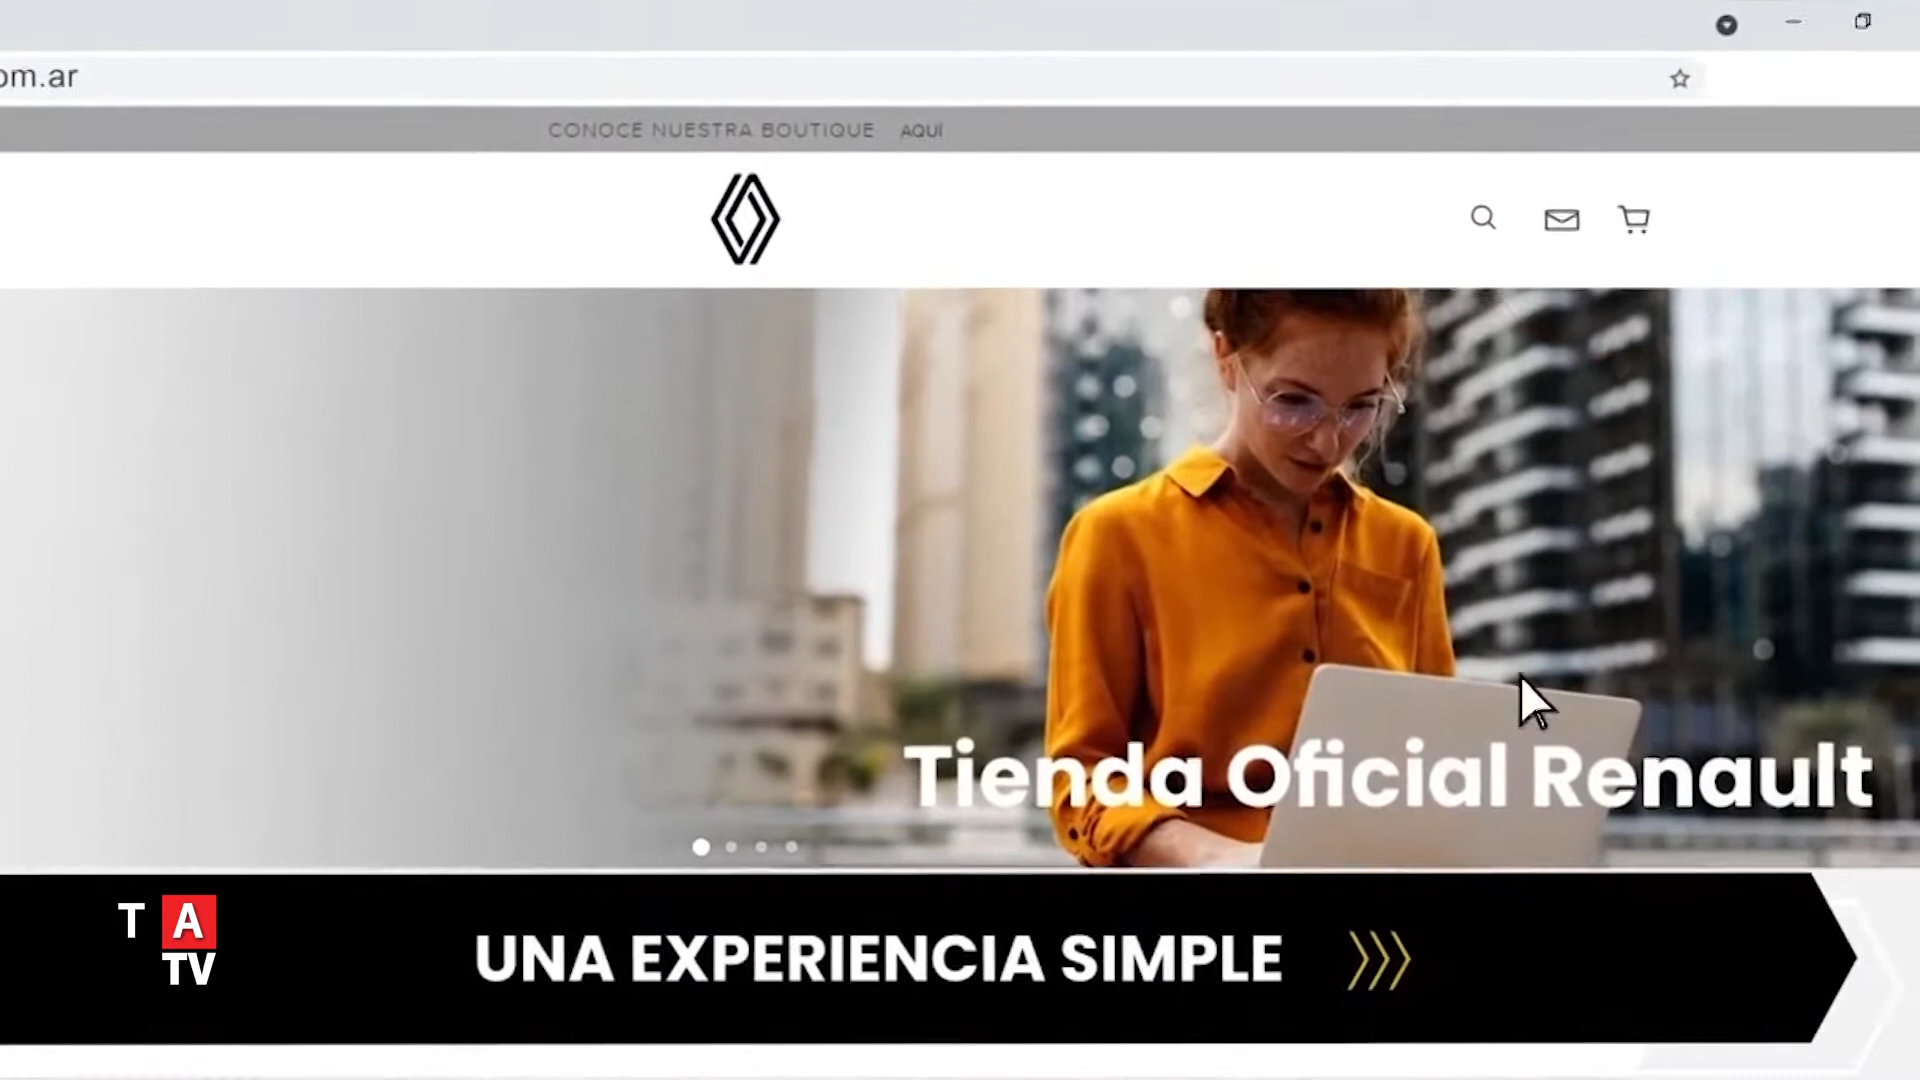 om.ar
CONOCE NUESTRA BOUTIQUE AQUÍ
Tienda Oficial Renault
T A
TV
UNA EXPERIENCIA SIMPLE